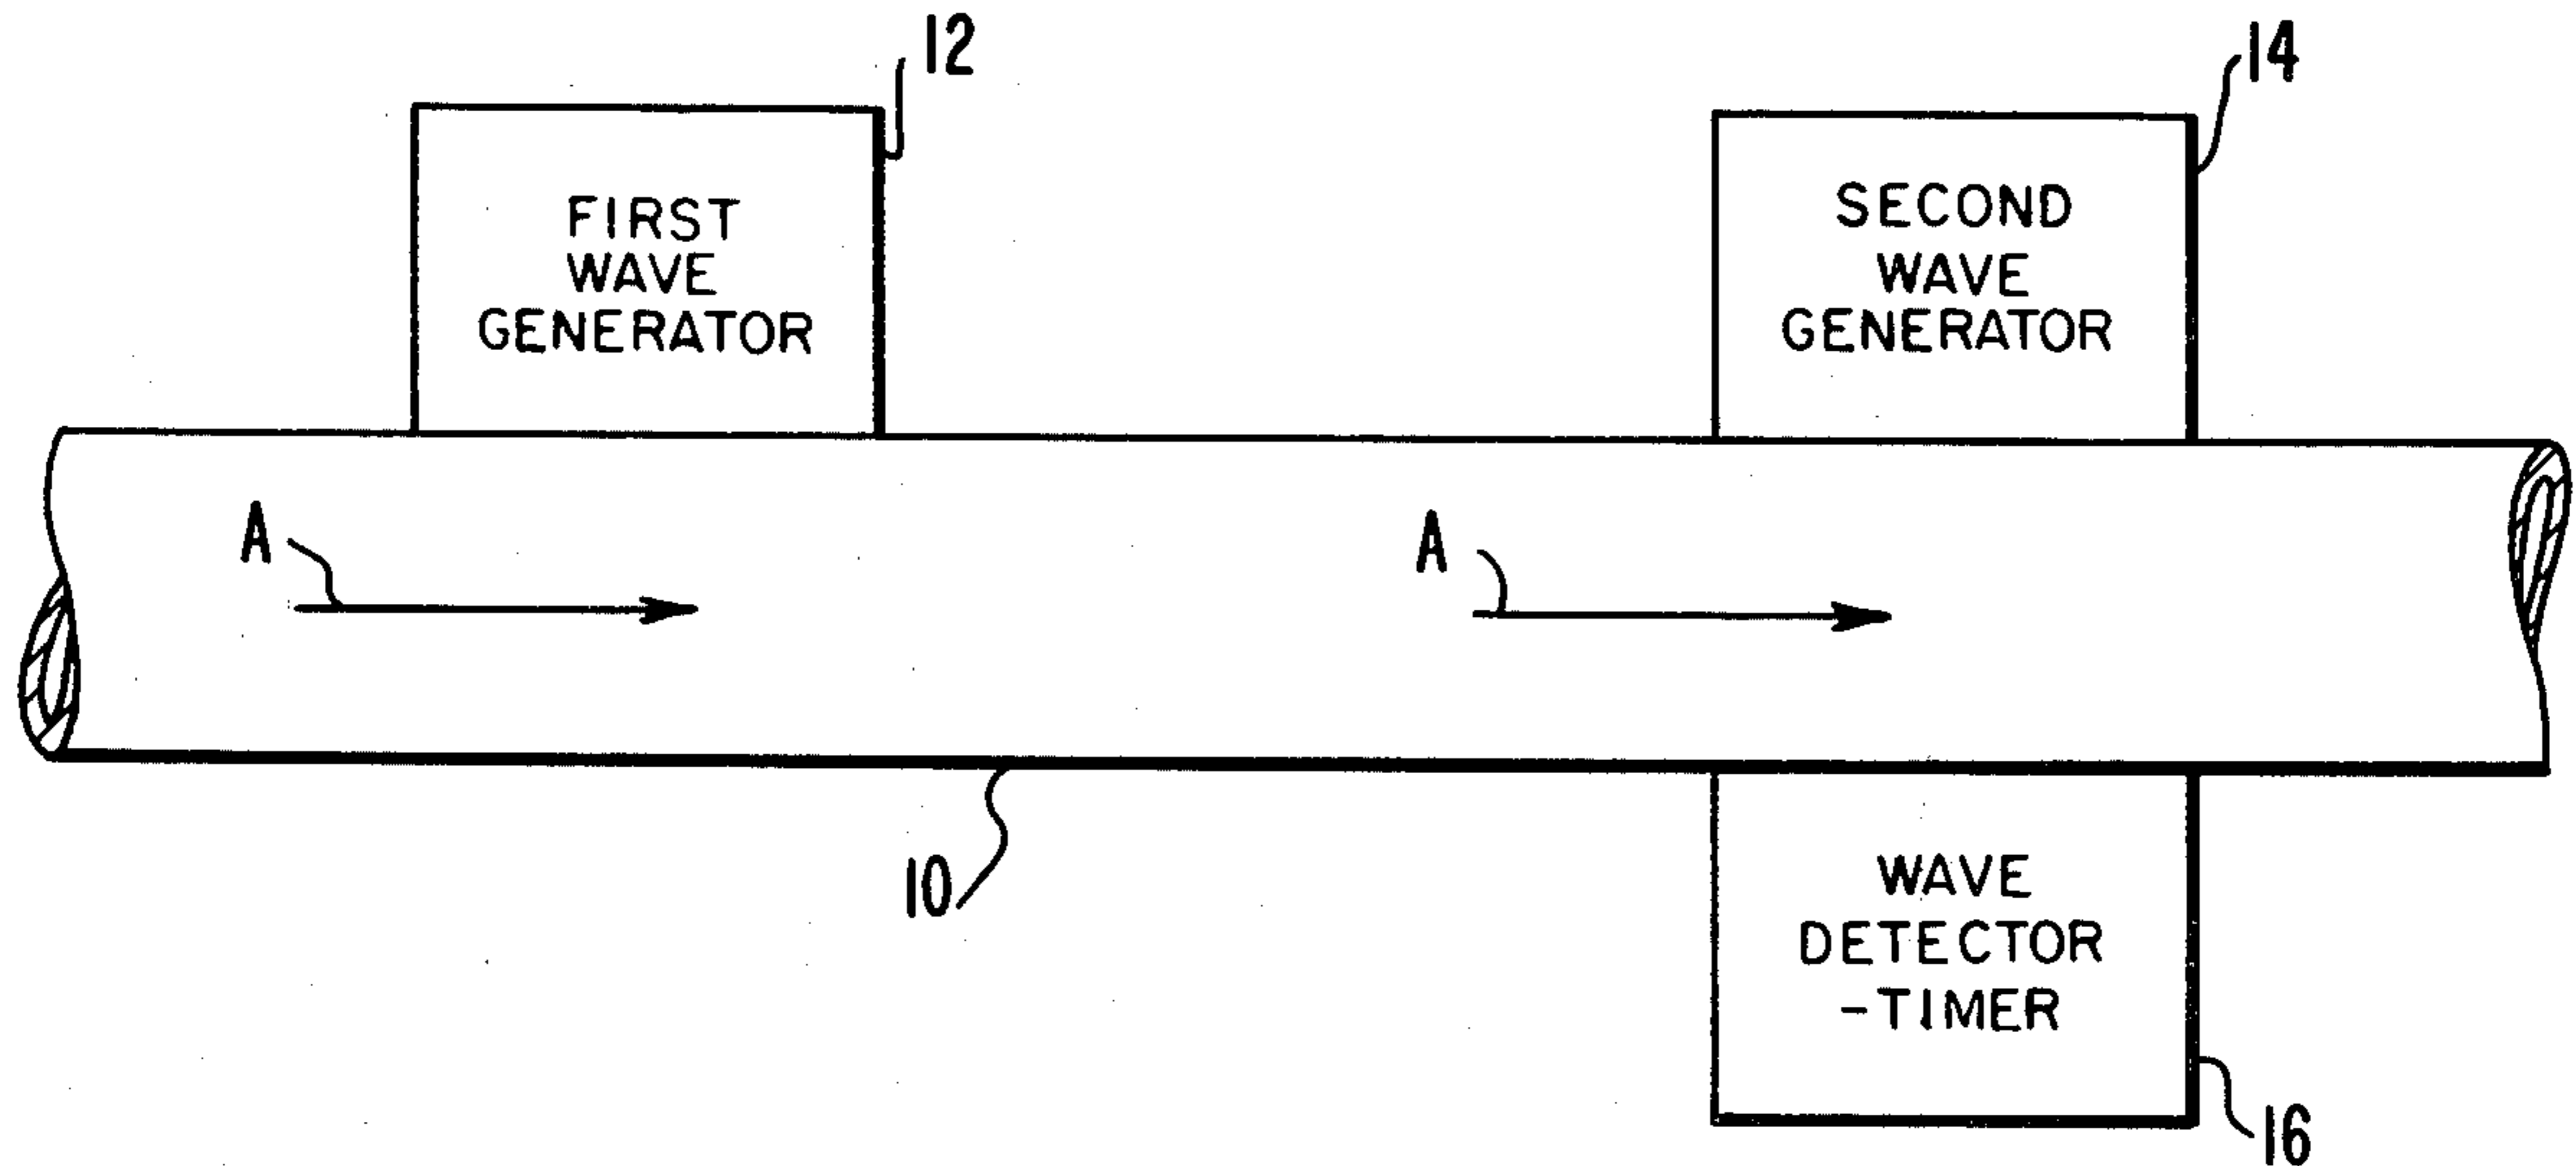 12
14
FIRST
WAVE
GENERATOR
SECOND
WAVE
GENERATOR
A
A
10
WAVE
DETECTOR
-TIMER
16